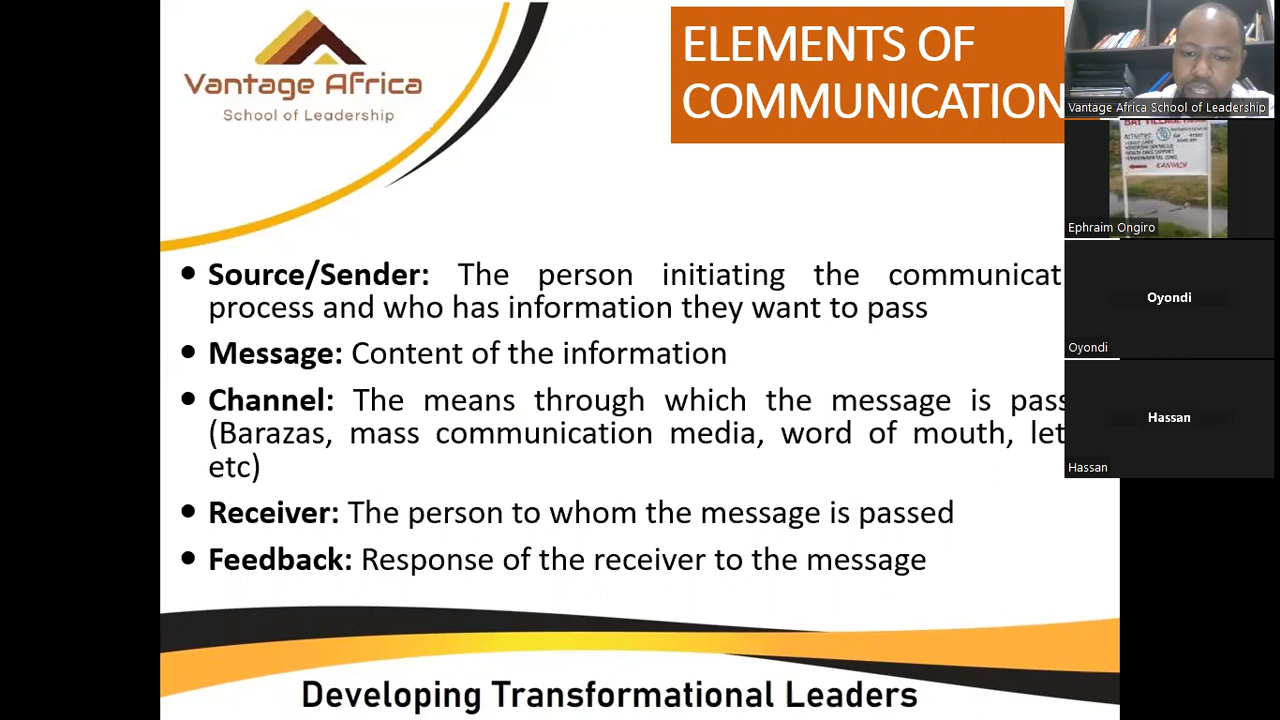 Vantage Africa
School of Leadership
ELEMENTS OF
COMMUNICATION
• Source/Sender: The person initiating the communicat
process and who has information they want to pass
• Message: Content of the information
• Channel: The means through which the message is pass
(Barazas, mass communication media, word of mouth, let
etc)
• Receiver: The person to whom the message is passed
• Feedback: Response of the receiver to the message
Developing Transformational Leaders
Vantage Africa School of Leadership
KANYACH
Ephraim Ongiro
Oyondi
Oyondi
Hassan
Hassan